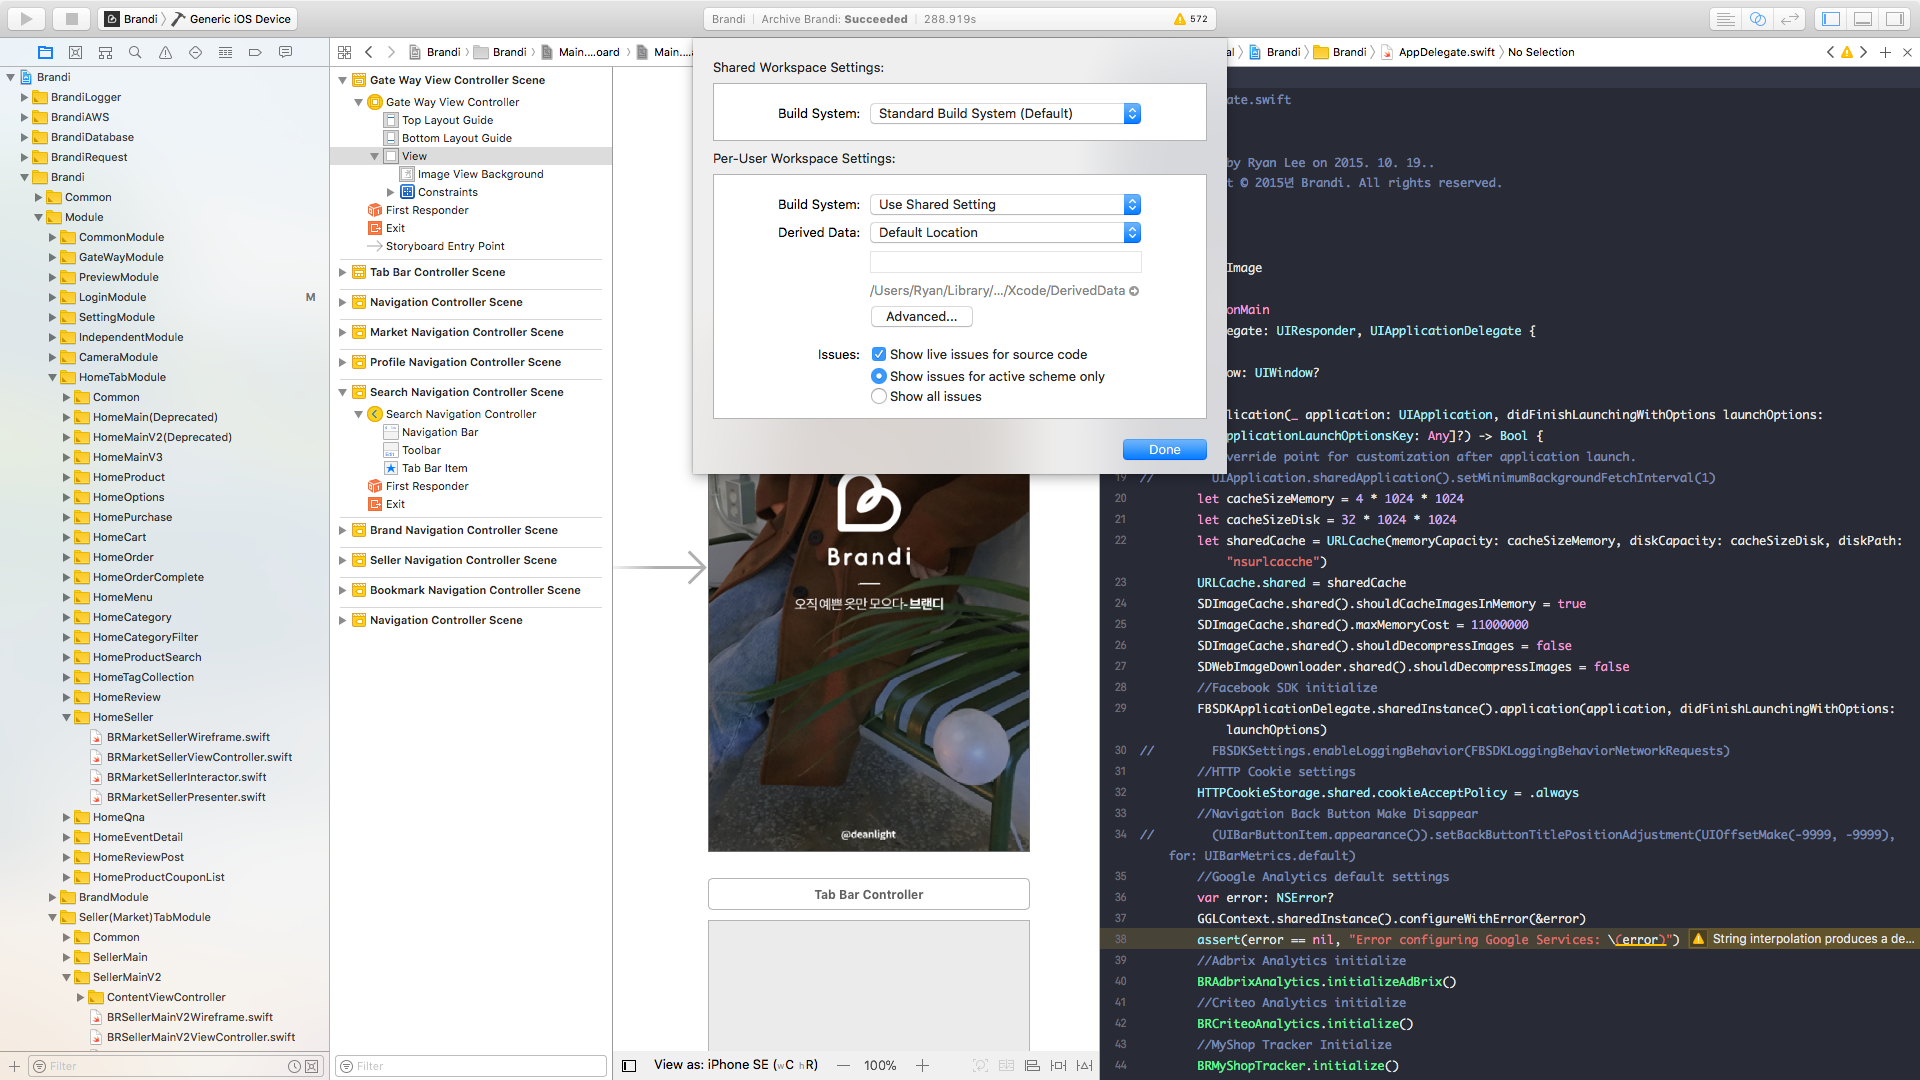 Brandi
Generic iOS Device
Brandi
Archive Brandi: Succeeded
288.919s
572
Brandi
BrandiLogger
BrandiAWS
BrandiDatabase
BrandiRequest
Brandi
Common
Module
CommonModule
GateWayModule
PreviewModule
LoginModule
M
SettingModule
IndependentModule
CameraModule
HomeTabModule
Common
HomeMain(Deprecated)
HomeMainV2(Deprecated)
HomeMainV3
HomeProduct
HomeOptions
HomePurchase
HomeCart
HomeOrder
HomeOrderComplete
HomeMenu
HomeCategory
HomeCategoryFilter
HomeProductSearch
HomeTagCollection
HomeReview
HomeSeller
BRMarketSellerWireframe.swift
BRMarketSellerViewController.swift
BRMarketSellerInteractor.swift
BRMarketSellerPresenter.swift
HomeQna
HomeEventDetail
HomeReviewPost
HomeProductCouponList
BrandModule
Seller(Market)TabModule
Common
SellerMain
SellerMainV2
ContentViewController
BRSellerMainV2Wireframe.swift
BRSellerMainV2ViewController.swift
Filter
Brandi
Brandi
Main....oard
Main....
Gate Way View Controller Scene
Gate Way View Controller
Top Layout Guide
Bottom Layout Guide
View
Image View Background
Constraints
First Responder
Exit
Storyboard Entry Point
Tab Bar Controller Scene
Navigation Controller Scene
Market Navigation Controller Scene
Profile Navigation Controller Scene
Search Navigation Controller Scene
Search Navigation Controller
Navigation Bar
Toolbar
Tab Bar Item
First Responder
Exit
Brand Navigation Controller Scene
Seller Navigation Controller Scene
Bookmark Navigation Controller Scene
Navigation Controller Scene
Filter
Shared Workspace Settings:
Build System: Standard Build System (Default)
Per-User Workspace Settings:
Build System: Use Shared Setting
Derived Data: Default Location
/Users/Ryan/Library/.../Xcode/DerivedData
Advanced...
Issues: Show live issues for source code
Show issues for active scheme only
Show all issues
Done
Brandi
오직 예쁜 옷만 모으다-브랜디
@deanlight
Tab Bar Controller
View as: iPhone SE (wC hR)
100%
Brandi
Brandi
AppDelegate.swift
No Selection
ate.swift
by Ryan Lee on 2015. 10. 19..
t © 2015년 Brandi. All rights reserved.
Image
onMain
egate: UIResponder, UIApplicationDelegate {
ow: UIWindow?
lication(_ application: UIApplication, didFinishLaunchingWithOptions launchOptions:
pplicationLaunchOptionsKey: Any]?) -> Bool {
verride point for customization after application launch.
19 // UIApplication.sharedApplication().setMinimumBackgroundFetchInterval(1)
20 let cacheSizeMemory = 4 * 1024 * 1024
21 let cacheSizeDisk = 32 * 1024 * 1024
22 let sharedCache = URLCache(memoryCapacity: cacheSizeMemory, diskCapacity: cacheSizeDisk, diskPath:
"nsurlcacche")
23 URLCache.shared = sharedCache
24 SDImageCache.shared().shouldCacheImagesInMemory = true
25 SDImageCache.shared().maxMemoryCost = 11000000
26 SDImageCache.shared().shouldDecompressImages = false
27 SDWebImageDownloader.shared().shouldDecompressImages = false
28 //Facebook SDK initialize
29 FBSDKApplicationDelegate.sharedInstance().application(application, didFinishLaunchingWithOptions:
launchOptions)
30 // FBSDKSettings.enableLoggingBehavior(FBSDKLoggingBehaviorNetworkRequests)
31 //HTTP Cookie settings
32 HTTPCookieStorage.shared.cookieAcceptPolicy = .always
33 //Navigation Back Button Make Disappear
34 // (UIBarButtonItem.appearance()).setBackButtonTitlePositionAdjustment(UIOffsetMake(-9999, -9999),
for: UIBarMetrics.default)
35 //Google Analytics default settings
36 var error: NSError?
37 GGLContext.sharedInstance().configureWithError(&error)
38 assert(error == nil, "Error configuring Google Services: \(error)") String interpolation produces a de...
39 //Adbrix Analytics initialize
40 BRAdbrixAnalytics.initializeAdBrix()
41 //Criteo Analytics initialize
42 BRCriteoAnalytics.initialize()
43 //MyShop Tracker Initialize
44 BRMyShopTracker.initialize()